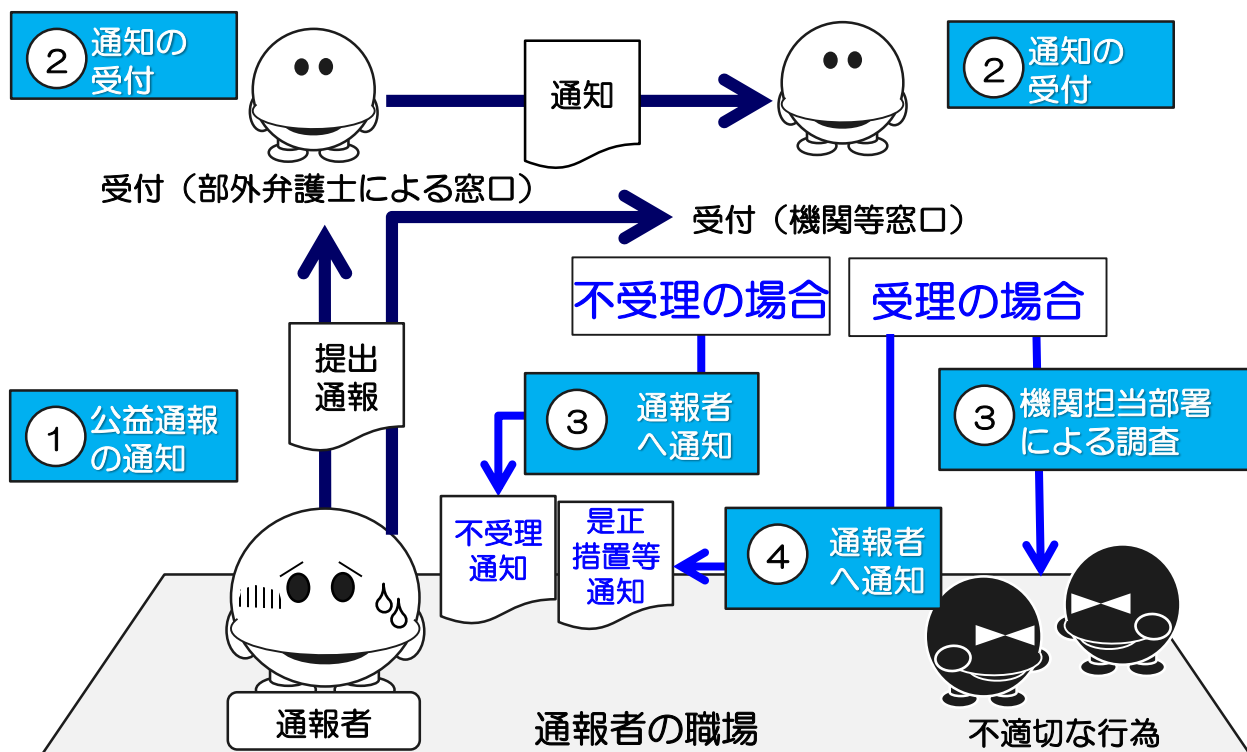 ② 通知の
受付
通知
② 通知の
受付
受付（部外弁護士による窓口）
受付（機関等窓口）
不受理の場合
受理の場合
提出
通報
① 公益通報
の通知
③ 通報者
へ通知
③ 機関担当部署
による調査
不受理
通知
是正
措置等
通知
④ 通報者
へ通知
通報者
通報者の職場
不適切な行為